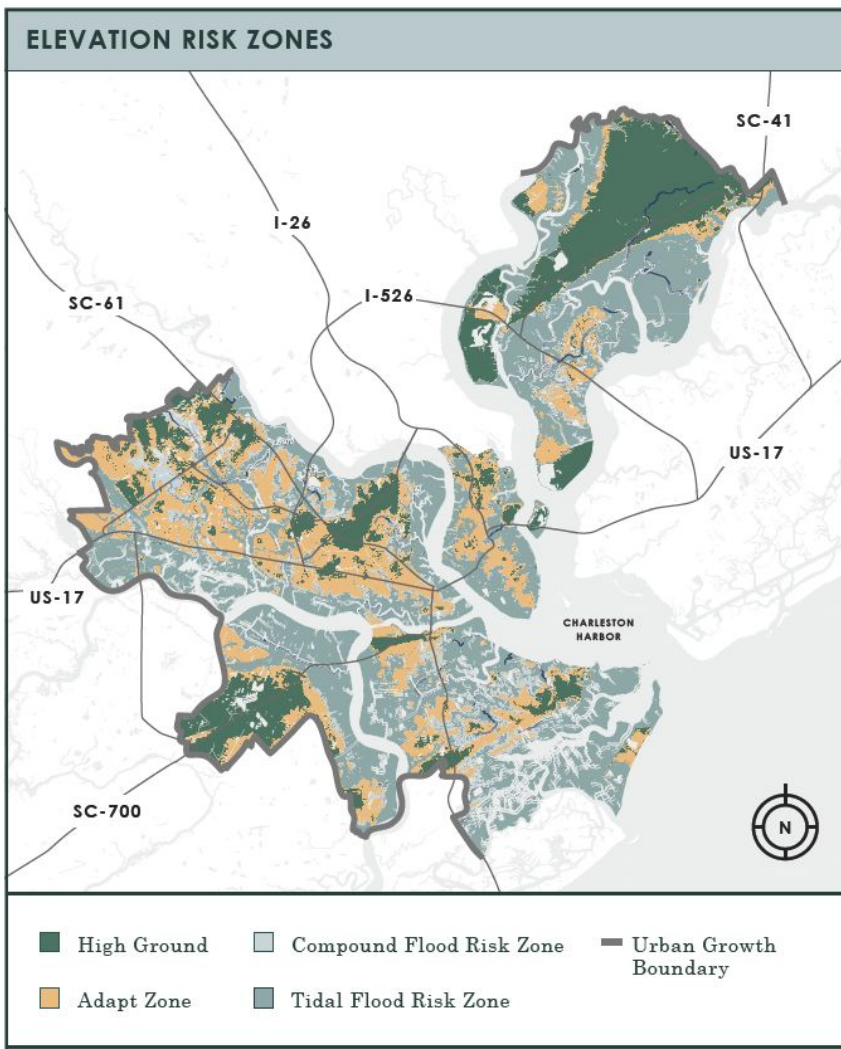 ELEVATION RISK ZONES
SC-41
I-26
SC-61
I-526
US-17
US-17
CHARLESTON
HARBOR
SC-700
N
High Ground
Compound Flood Risk Zone
Urban Growth
Boundary
Adapt Zone
Tidal Flood Risk Zone